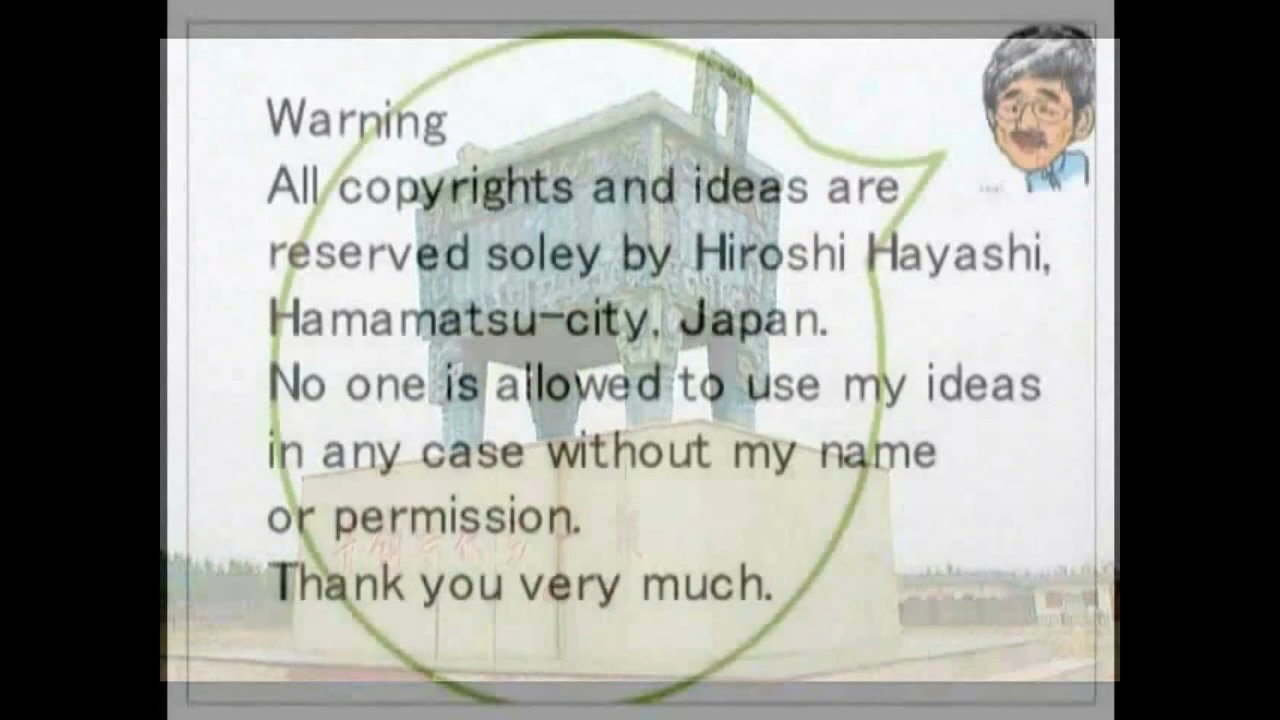 Warning
All copyrights and ideas are
reserved soley by Hiroshi Hayashi,
Hamamatsu-city, Japan.
No one is allowed to use my ideas
in any case without my name
or permission.
Thank you very much.